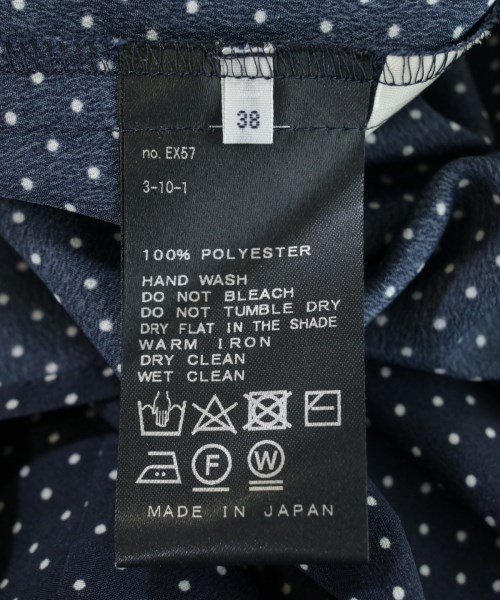 38
no. EX57
3-10-1
100% POLYESTER
HAND WASH
DO NOT BLEACH
DO NOT TUMBLE DRY
DRY FLAT IN THE SHADE
WARM IRON
DRY CLEAN
WET CLEAN
F W
MADE IN JAPAN